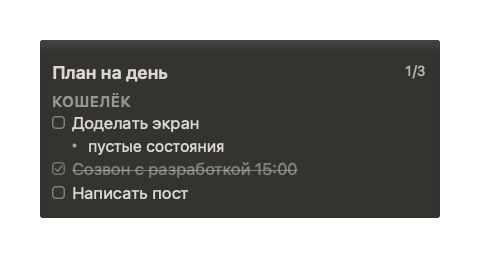 План на день 1/3
КОШЕЛЁК
Доделать экран
• пустые состояния
Созвон с разработкой 15:00
Написать пост